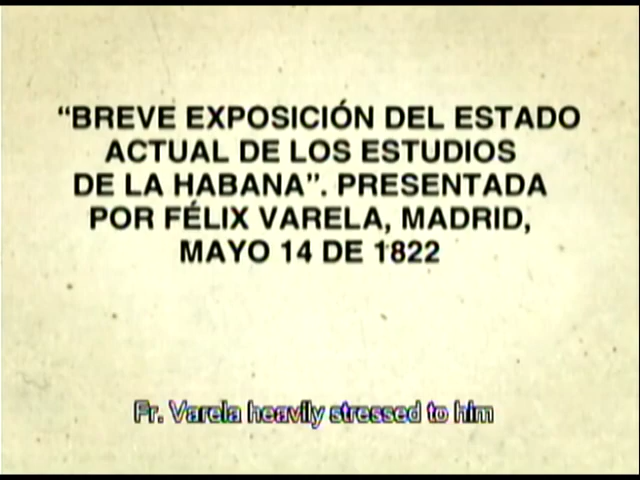 “BREVE EXPOSICIÓN DEL ESTADO
ACTUAL DE LOS ESTUDIOS
DE LA HABANA”. PRESENTADA
POR FÉLIX VARELA, MADRID,
MAYO 14 DE 1822
Fr. Varela heavily stressed to him